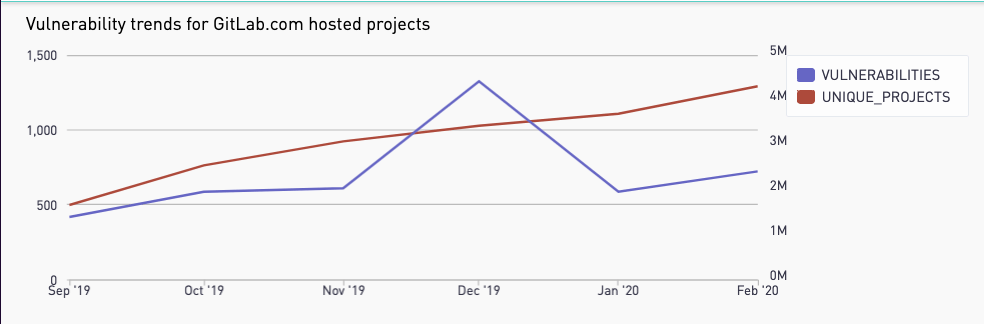 Vulnerability trends for GitLab.com hosted projects
1,500
1,000
500
0
5M
4M
3M
2M
1M
0M
VULNERABILITIES
UNIQUE_PROJECTS
Sep '19 Oct '19 Nov '19 Dec '19 Jan '20 Feb '20